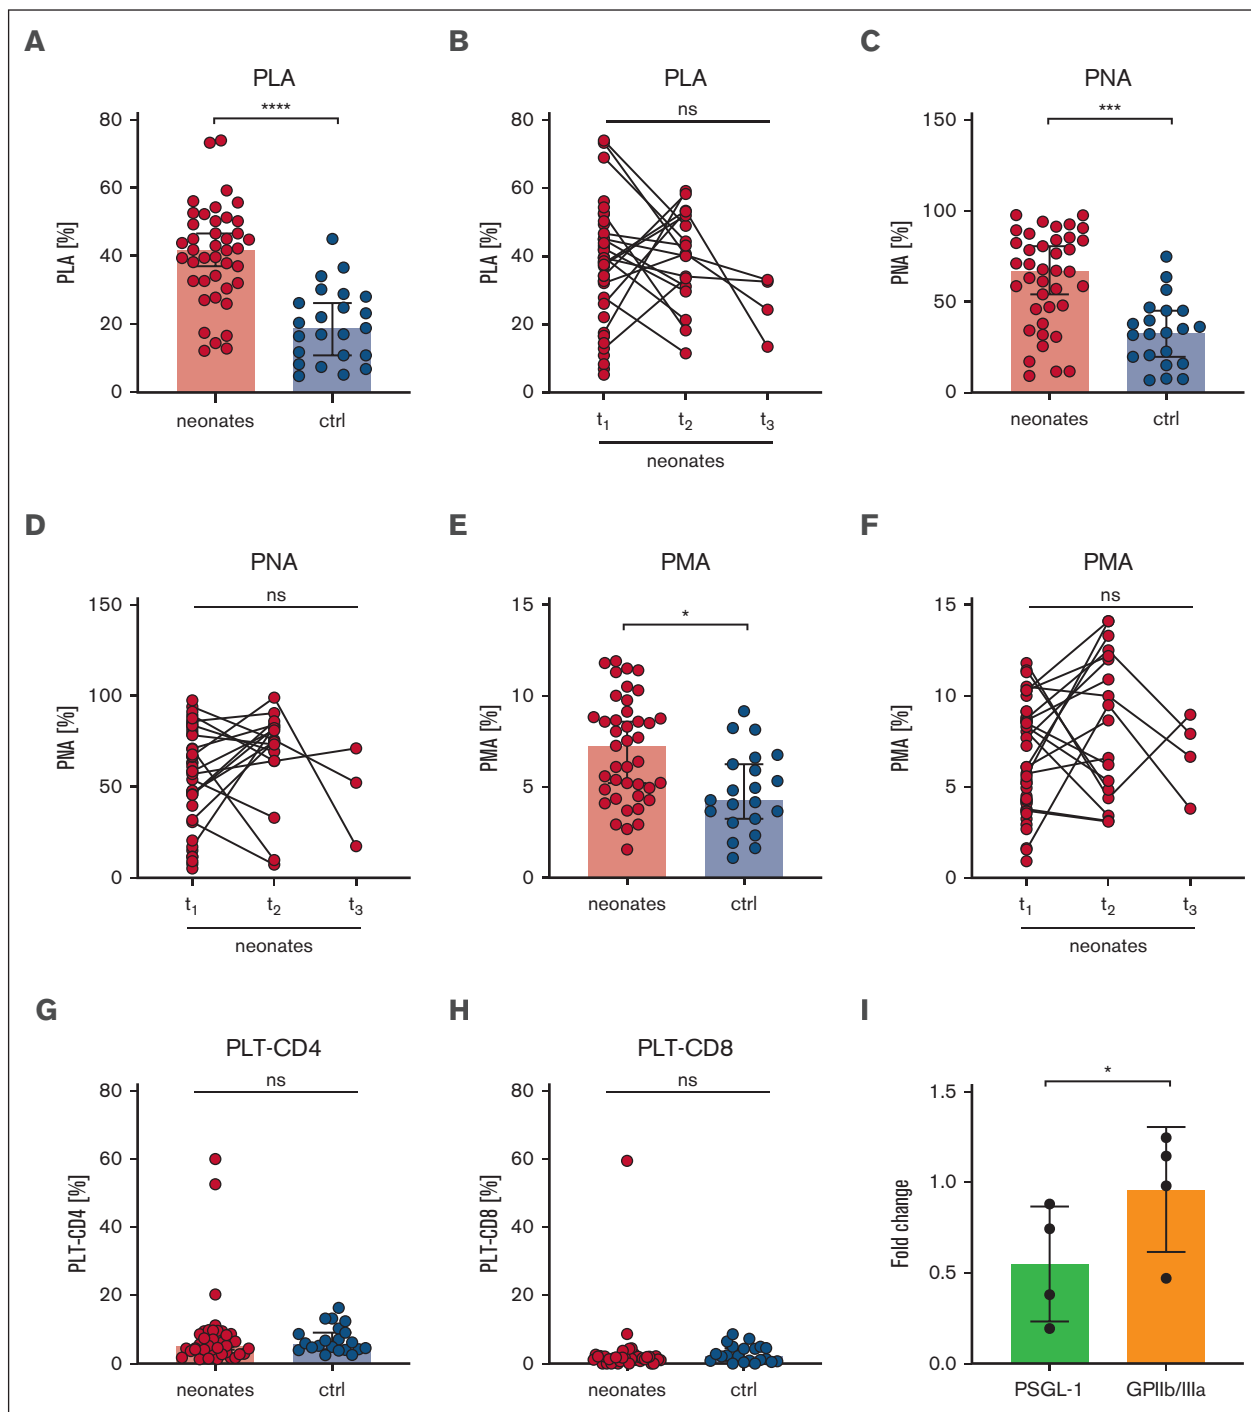 A
PLA
****
PLA [%]
80
60
40
20
0
neonates
ctrl
B
PLA
ns
PLA [%]
80
60
40
20
0
t1
t2
t3
neonates
C
PNA
***
PNA [%]
150
100
50
0
neonates
ctrl
D
PNA
ns
PNA [%]
150
100
50
0
t1
t2
t3
neonates
E
PMA
*
PMA [%]
15
10
5
0
neonates
ctrl
F
PMA
ns
PMA [%]
15
10
5
0
t1
t2
t3
neonates
G
PLT-CD4
ns
PLT-CD4 [%]
80
60
40
20
0
neonates
ctrl
H
PLT-CD8
ns
PLT-CD8 [%]
80
60
40
20
0
neonates
ctrl
I
*
Fold change
1.5
1.0
0.5
0.0
PSGL-1
GPIIb/IIIa